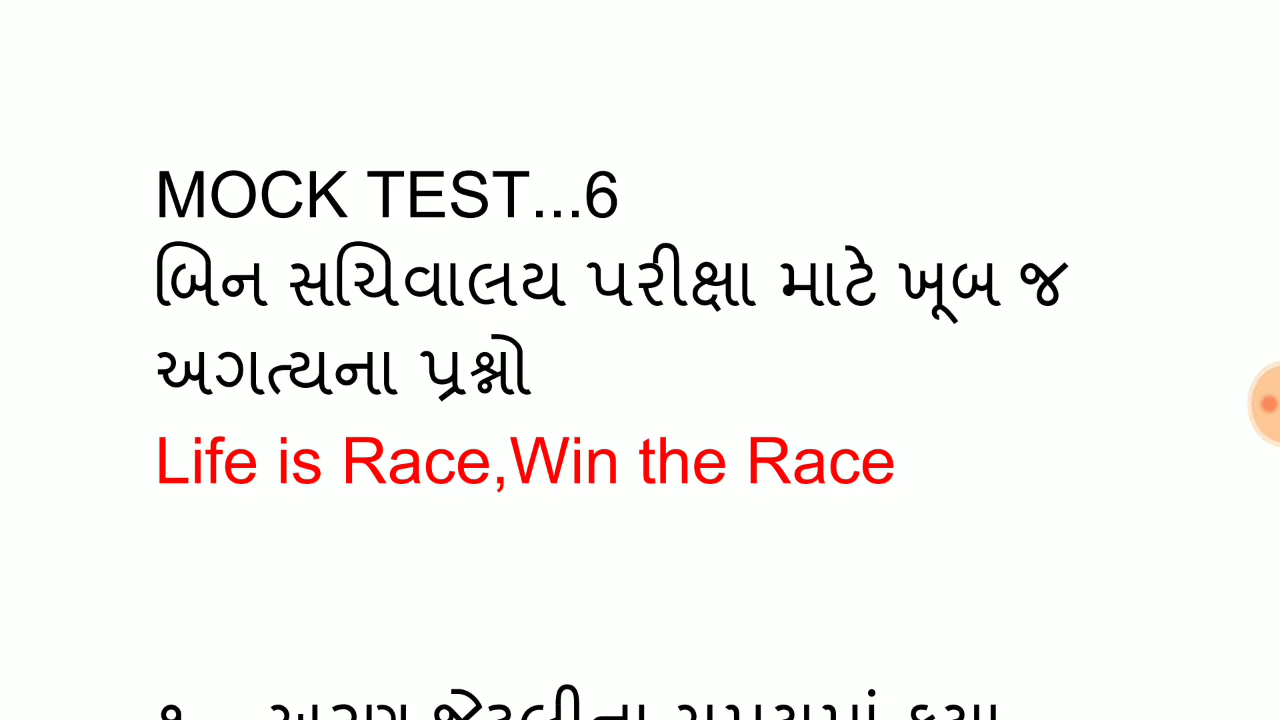 MOCK TEST...6
બિન સચિવાલય પરીક્ષા માટે ખૂબ જ
અગત્યના પ્રશ્નો
Life is Race,Win the Race